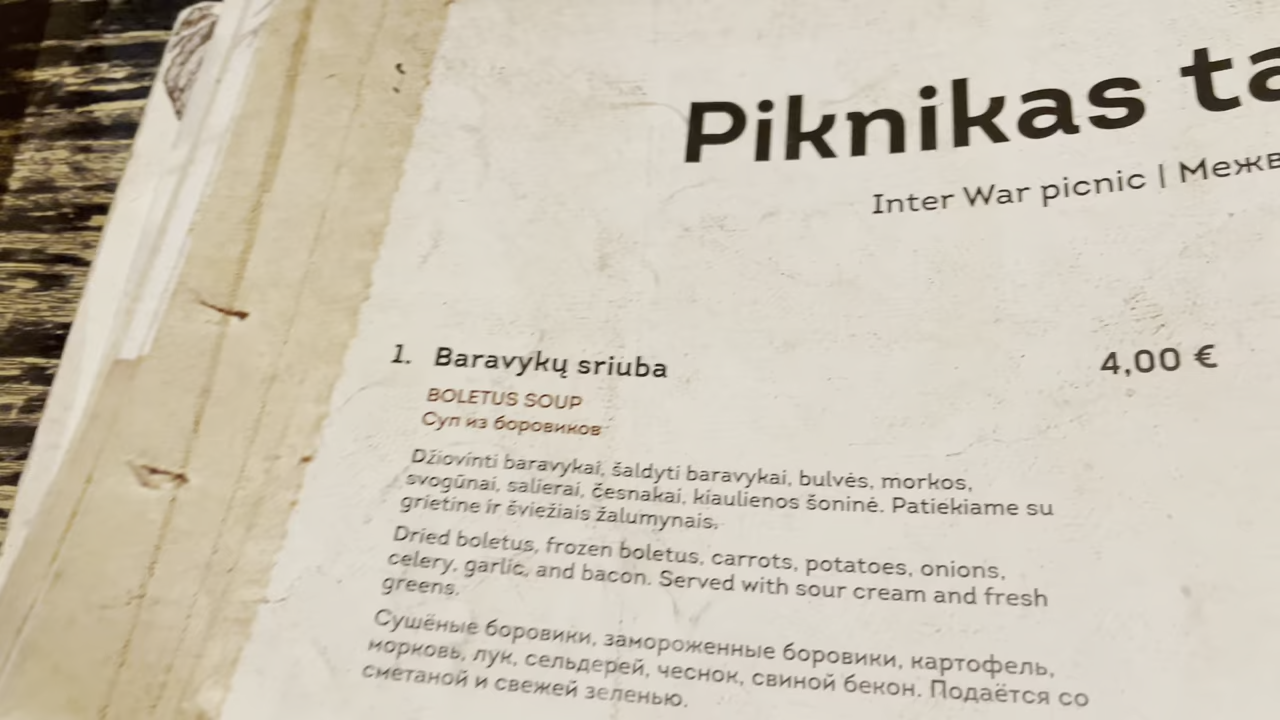 Piknikas
Inter War picnic |
1. Baravykų sriuba 4,00 €
BOLETUS SOUP
Суп из боровиков
Džiovinti baravykai, šaldyti baravykai, bulvės, morkos,
svogūnai, salierai, česnakai, kiaulienos šoninė. Patiekiame su
grietine ir šviežiais žalumynais.
Dried boletus, frozen boletus, carrots, potatoes, onions,
celery, garlic, and bacon. Served with sour cream and fresh
greens.
Сушёные боровики, замороженные боровики, картофель,
морковь, лук, сельдерей, чеснок, свиной бекон. Подаётся со
сметаной и свежей зеленью.